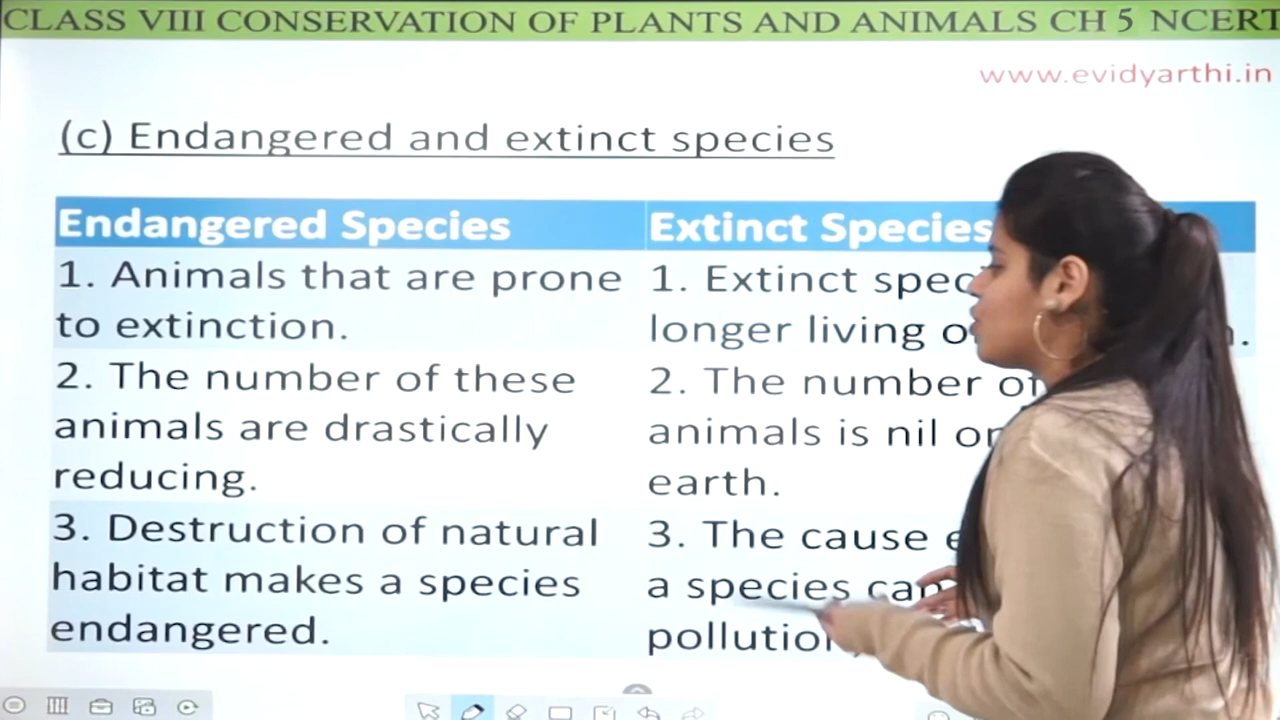 CLASS VIII CONSERVATION OF PLANTS AND ANIMALS CH 5 NCERT
www.evidyarthi.in
(c) Endangered and extinct species
Endangered Species Extinct Species
1. Animals that are prone 1. Extinct
to extinction. longer living
2. The number of these 2. The number of
animals are drastically animals is nil
reducing. earth.
3. Destruction of natural 3. The cause
habitat makes a species a species
endangered.